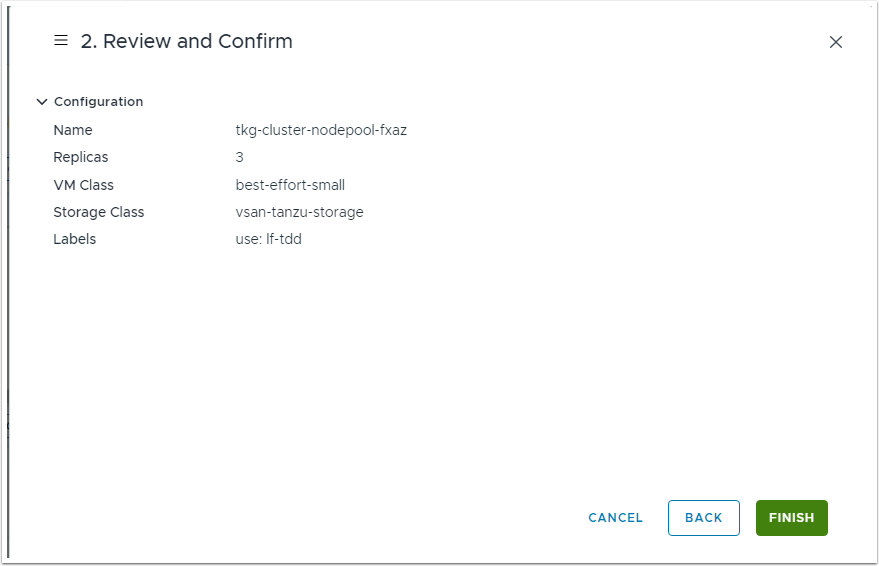 2. Review and Confirm
Configuration
Name tkg-cluster-nodepool-fxaz
Replicas 3
VM Class best-effort-small
Storage Class vsan-tanzu-storage
Labels use: lf-tdd
CANCEL BACK FINISH